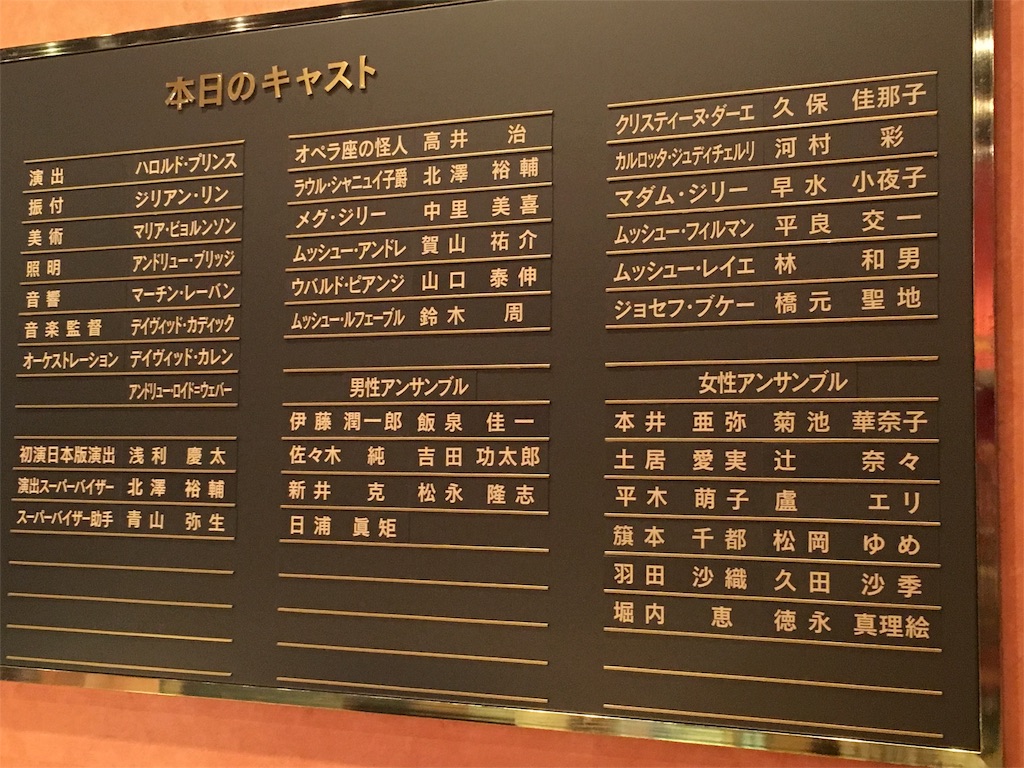 本日のキャスト
演出 ハロルド・プリンス
振付 ジリアン・リン
美術 マリア・ビョルンソン
照明 アンドリュー・ブリッジ
音響 マーチン・レーバン
音楽監督 デイヴィッド・カディック
オーケストレーション デイヴィッド・カレン
アンドリュー・ロイド=ウェバー
初演日本版演出 浅利 慶太
演出スーパーバイザー 北澤 裕輔
スーパーバイザー助手 青山 弥生
オペラ座の怪人 高井 治
ラウル・シャニュイ子爵 北澤 裕輔
メグ・ジリー 中里 美喜
ムッシュー・アンドレ 賀山 祐介
ウバルド・ピアンジ 山口 泰伸
ムッシュー・ルフェーブル 鈴木 周
男性アンサンブル
伊藤 潤一郎 飯泉 佳一
佐々木 純 吉田 功太郎
新井 克 松永 隆志
日浦 眞矩
クリスティーヌ・ダーエ 久保 佳那子
カルロッタ・ジュディチェルリ 河村 彩
マダム・ジリー 早水 小夜子
ムッシュー・フィルマン 平良 交一
ムッシュー・レイエ 林 和男
ジョセフ・ブケー 橋元 聖地
女性アンサンブル
本井 亜弥 菊池 華奈子
土居 愛実 辻 奈々
平木 萌子 盧 エリ
籏本 千都 松岡 ゆめ
羽田 沙織 久田 沙季
堀内 恵 徳永 真理絵